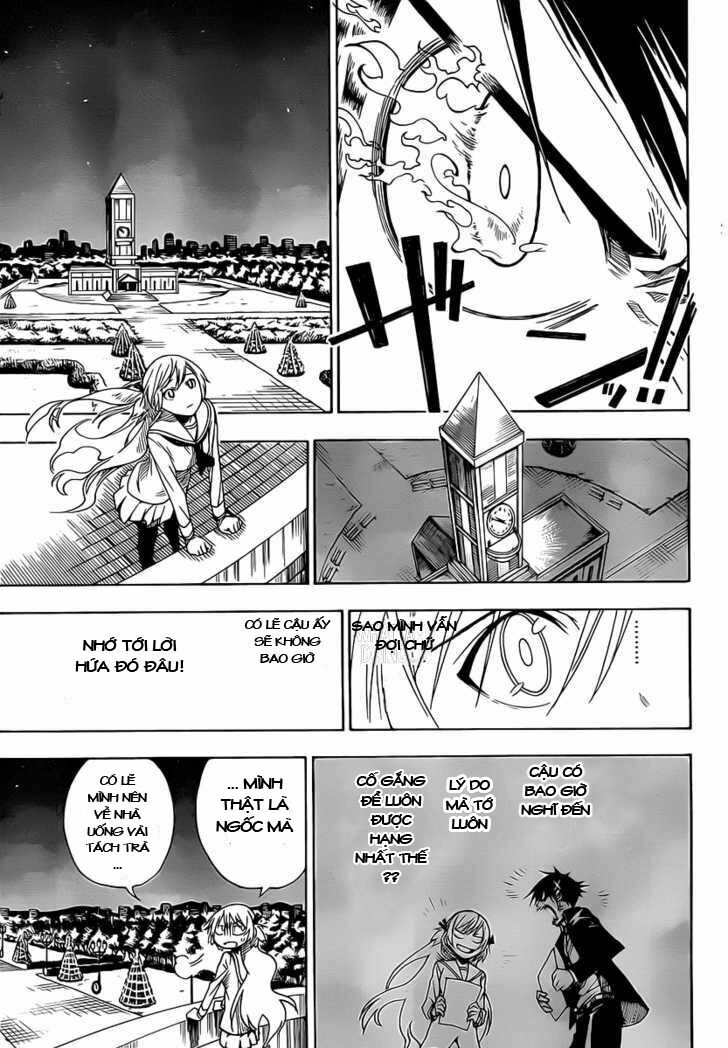 SAO MÌNH VẪN
ĐỢI CHỨ
CÓ LẼ CẬU ẤY
SẼ KHÔNG
BAO GIỜ
NHỚ TỚI LỜI
HỨA ĐÓ ĐÂU!
CẬU CÓ
BAO GIỜ
NGHĨ ĐẾN
LÝ DO
MÀ TỚ
LUÔN
CỐ GẮNG
ĐỂ LUÔN
ĐƯỢC
HẠNG
NHẤT THẾ
??
... MÌNH
THẬT LÀ
NGỐC MÀ
CÓ LẼ
MÌNH NÊN
VỀ NHÀ
UỐNG VÀI
TÁCH TRÀ
...